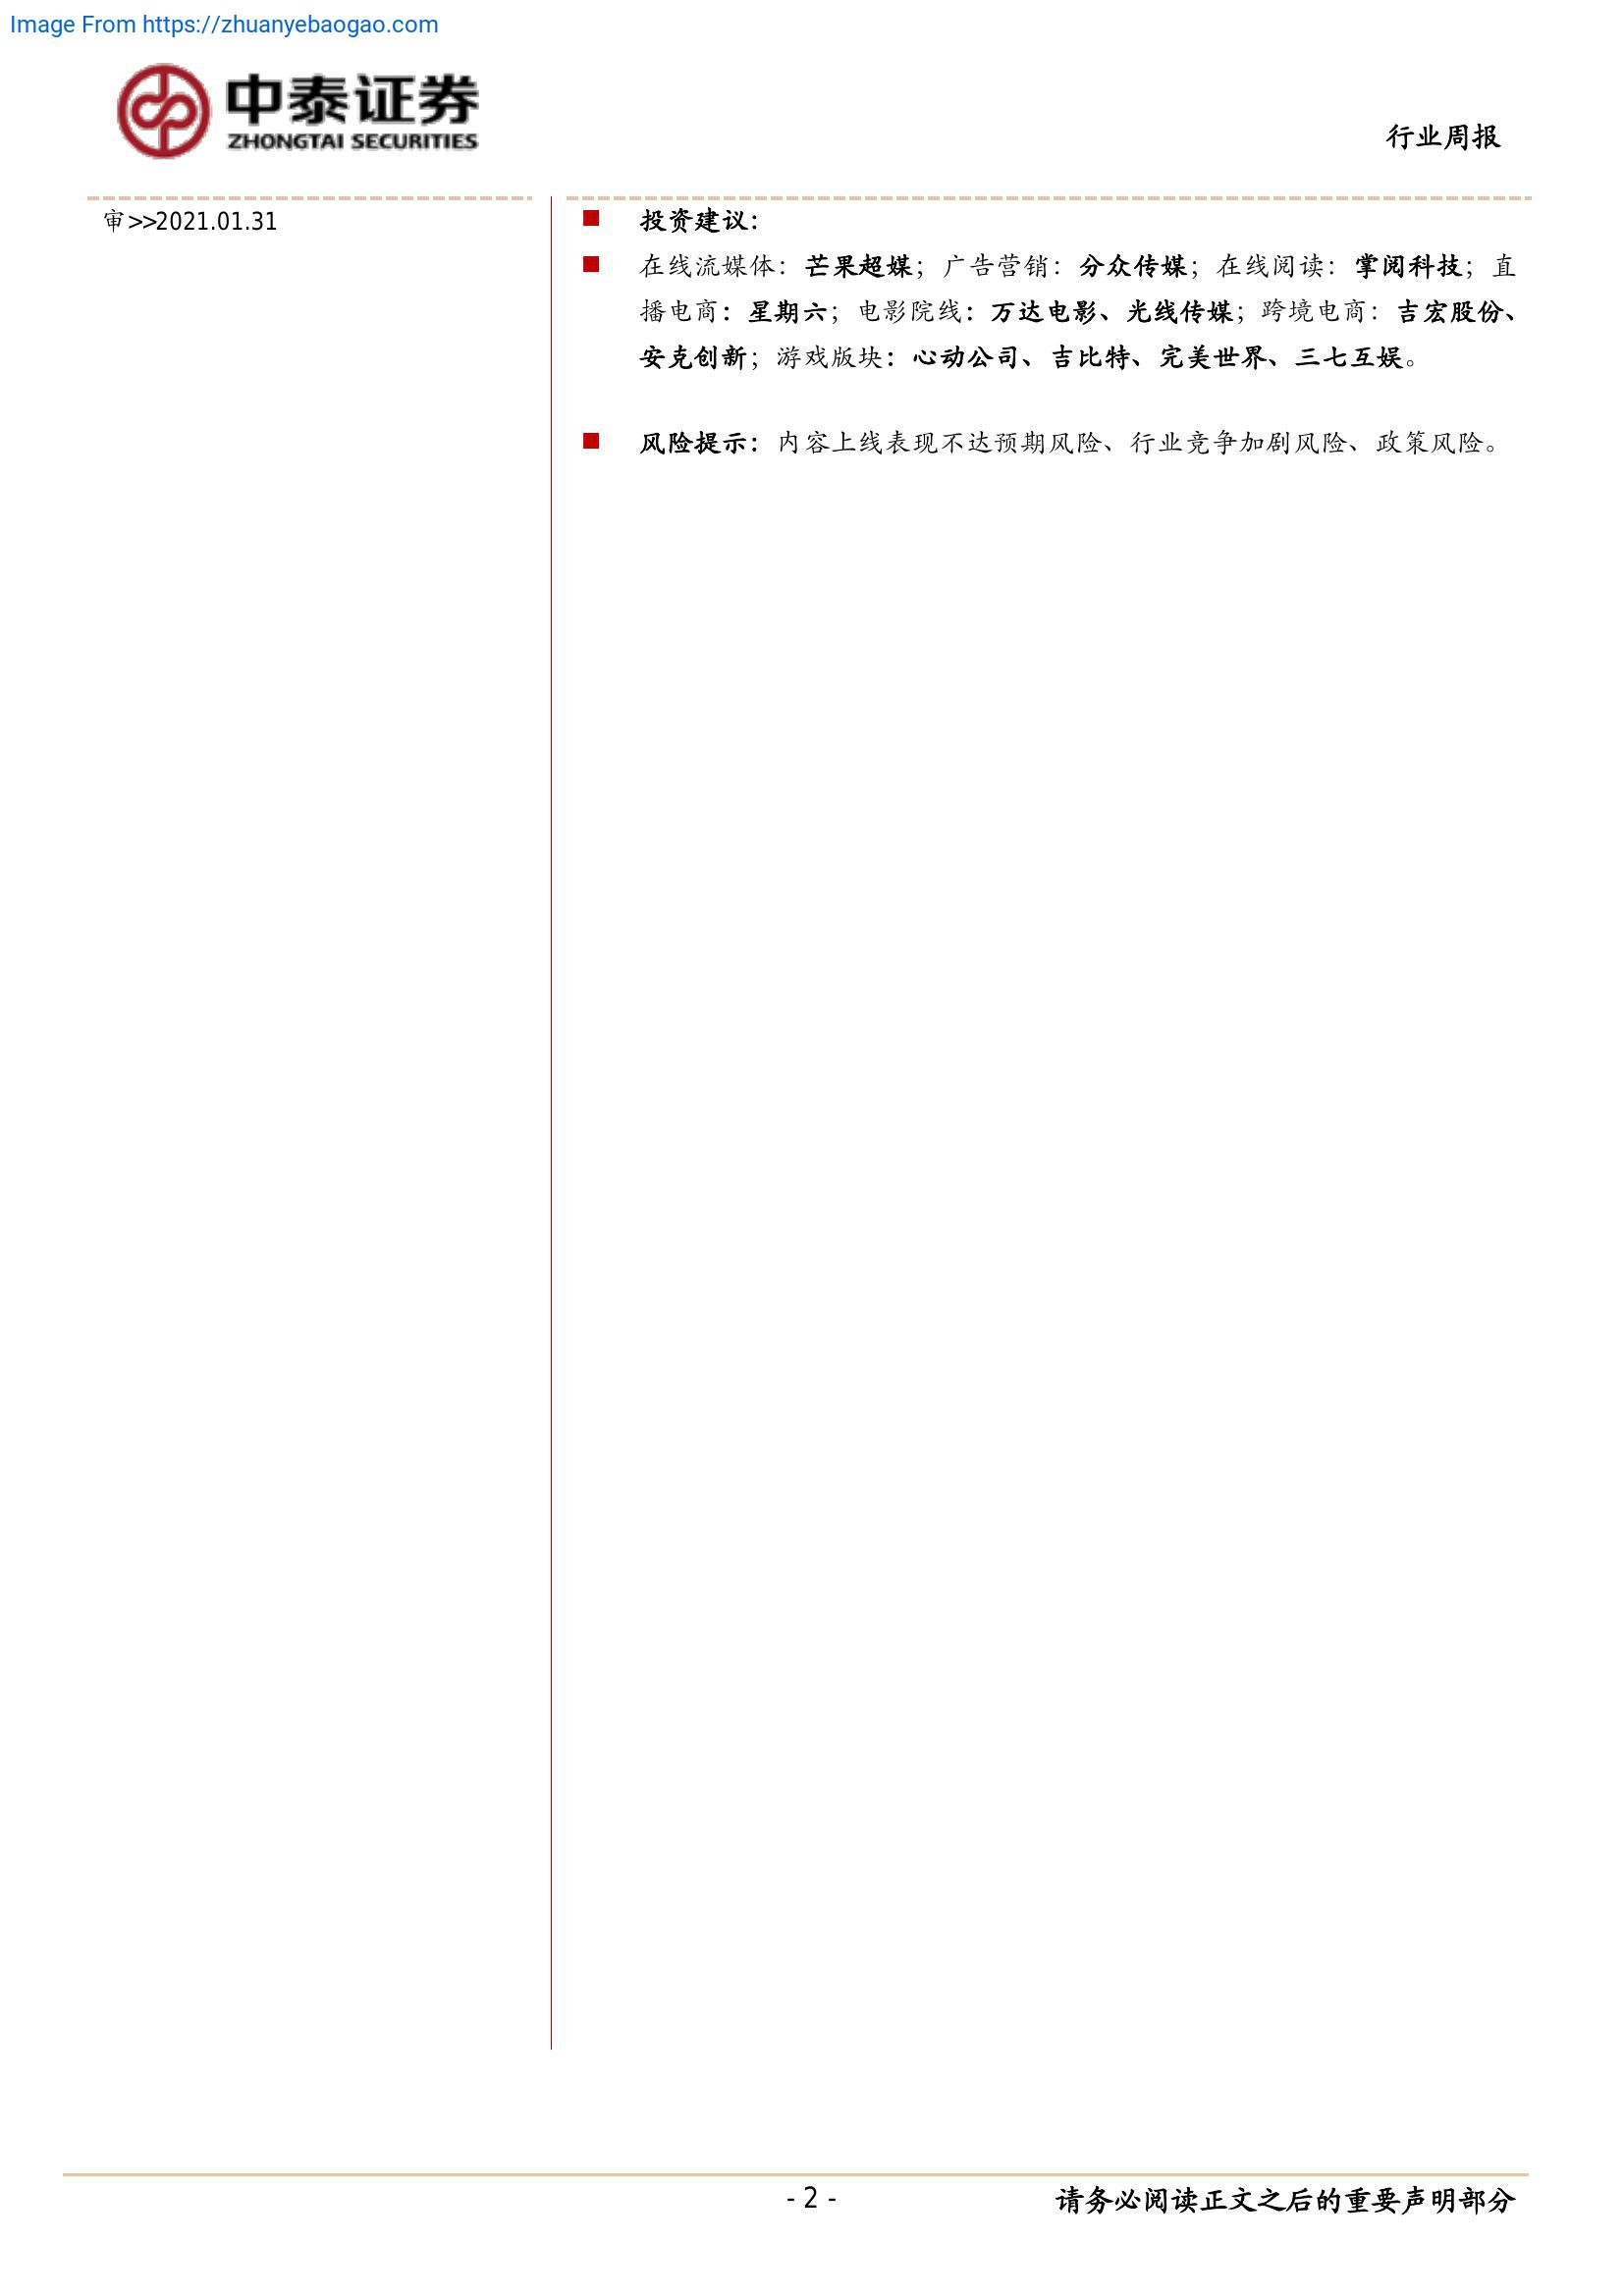 Image From https://zhuanyebaogao.com
中泰证券
ZHONGTAI SECURITIES
行业周报
审>>2021.01.31
投资建议：
在线流媒体：芒果超媒；广告营销：分众传媒；在线阅读：掌阅科技；直
播电商：星期六；电影院线：万达电影、光线传媒；跨境电商：吉宏股份、
安克创新；游戏版块：心动公司、吉比特、完美世界、三七互娱。
风险提示：内容上线表现不达预期风险、行业竞争加剧风险、政策风险。
- 2 -
请务必阅读正文之后的重要声明部分